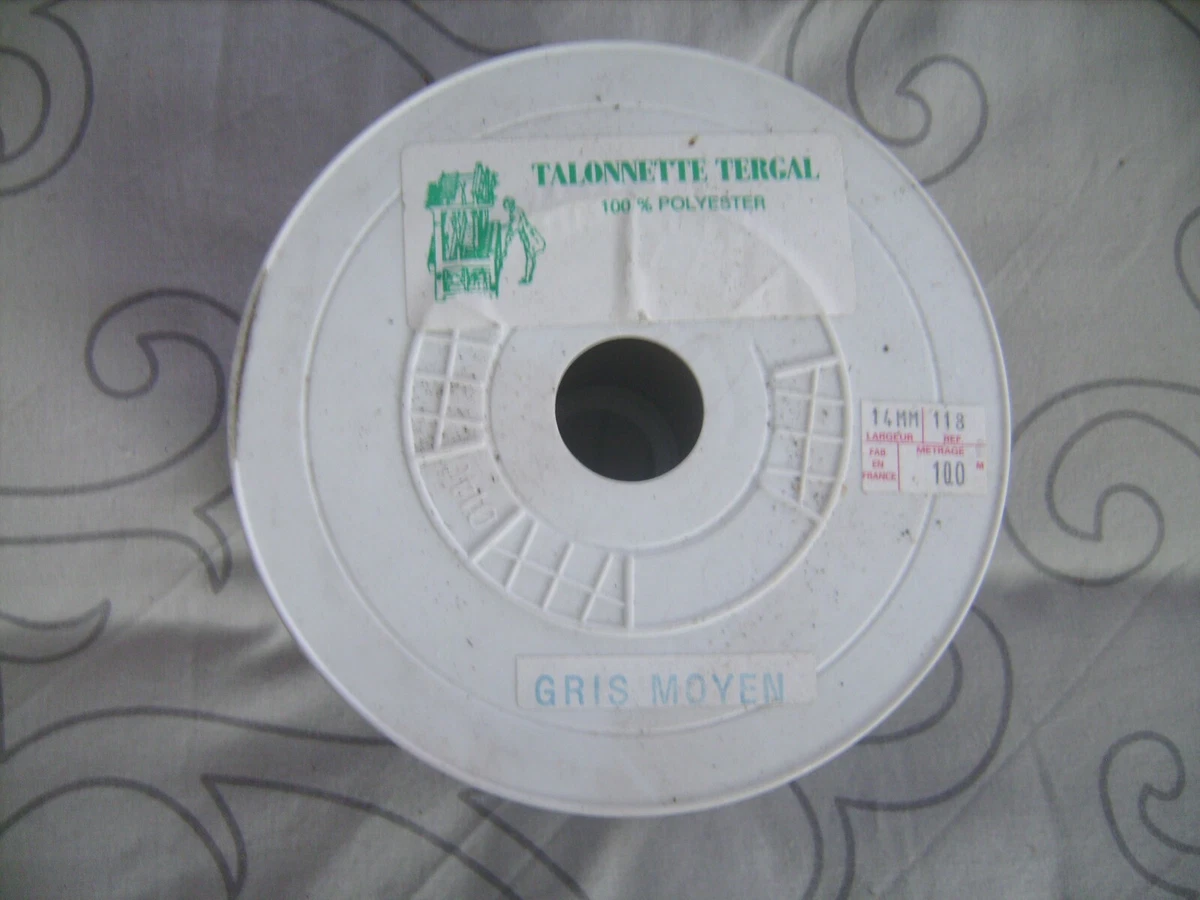 TALONNETTE TERGAL
100 % POLYESTER
14MM 118
LARGEUR REF.
FAB EN FRANCE
METRAGE
100 M
GRIS MOYEN